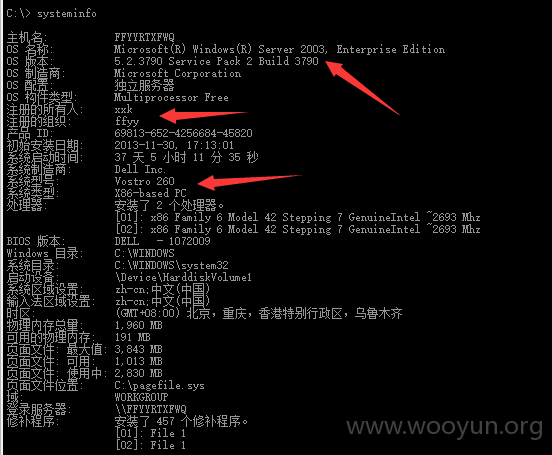 C:\> systeminfo
主机名: FFYYRTXFWQ
OS 名称: Microsoft(R) Windows(R) Server 2003, Enterprise Edition
OS 版本: 5.2.3790 Service Pack 2 Build 3790
OS 制造商: Microsoft Corporation
OS 配置: 独立服务器
OS 构件类型: Multiprocessor Free
注册的所有人: xxk
注册的组织: ffyy
产品 ID: 69813-652-4256684-45820
初始安装日期: 2013-11-30, 17:13:01
系统启动时间: 37 天 5 小时 11 分 35 秒
系统制造商: Dell Inc.
系统型号: Vostro 260
系统类型: X86-based PC
处理器: 安装了 2 个处理器。
[01]: x86 Family 6 Model 42 Stepping 7 GenuineIntel ~2693 Mhz
[02]: x86 Family 6 Model 42 Stepping 7 GenuineIntel ~2693 Mhz
BIOS 版本: DELL - 1072009
Windows 目录: C:\WINDOWS
系统目录: C:\WINDOWS\system32
启动设备: \Device\HarddiskVolume1
系统区域设置: zh-cn;中文(中国)
输入法区域设置: zh-cn;中文(中国)
时区: (GMT+08:00) 北京，重庆，香港特别行政区，乌鲁木齐
物理内存总量: 1,960 MB
可用的物理内存: 191 MB
页面文件: 最大值: 3,843 MB
页面文件: 可用: 1,013 MB
页面文件: 使用中: 2,830 MB
页面文件位置: C:\pagefile.sys
域: WORKGROUP
登录服务器: \\FFYYRTXFWQ
修补程序: 安装了 457 个修补程序。
[01]: File 1
[02]: File 1
www.wooyun.org